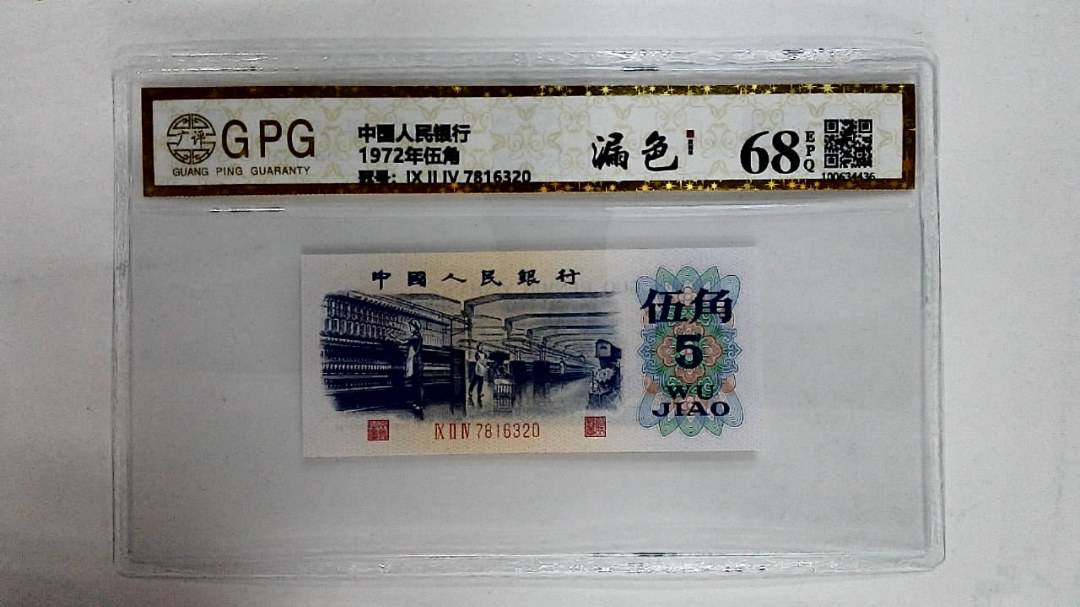 广评
GPG
GUANG PING GUARANTY
中国人民银行
1972年伍角
冠号: IX II IV 7816320
漏色
68
EPQ
100634436
中國人民銀行
伍角
5
WU
JIAO
IX II IV 7816320